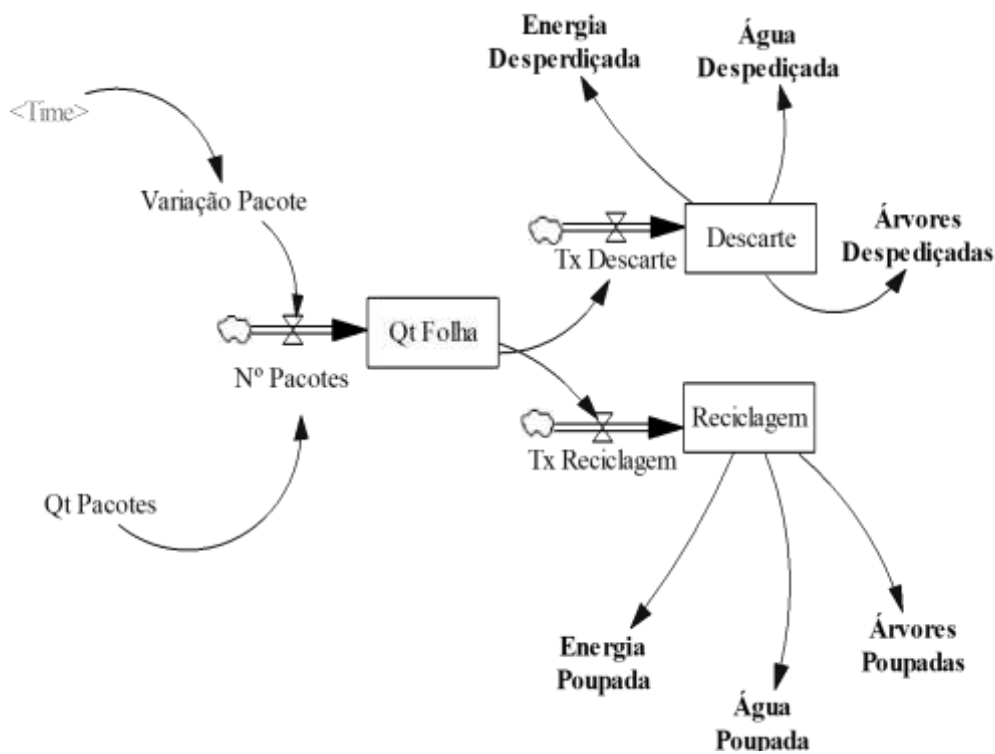 Energia
Desperdiçada
Água
Despediçada
<Time>
Variação Pacote
Descarte
Árvores
Despediçadas
Tx Descarte
Qt Folha
Nº Pacotes
Reciclagem
Tx Reciclagem
Qt Pacotes
Energia
Poupada
Água
Poupada
Árvores
Poupadas